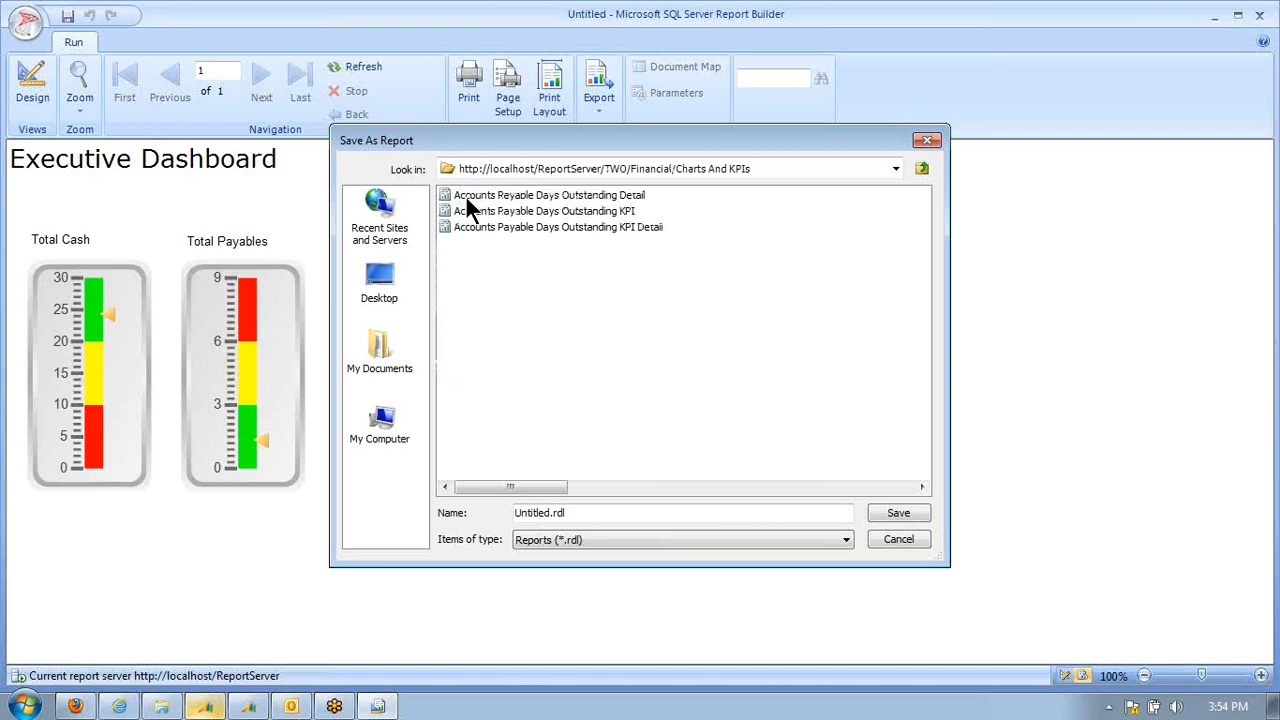 Untitled - Microsoft SQL Server Report Builder
Run
Design
Zoom
First
Previous
1
of 1
Next
Last
Refresh
Stop
Back
Print
Page Setup
Print Layout
Export
Document Map
Parameters
Views
Zoom
Navigation
Executive Dashboard
Total Cash
30
25
20
15
10
5
0
Total Payables
9
6
3
0
Save As Report
Look in:
http://localhost/ReportServer/TWO/Financial/Charts And KPIs
Recent Sites
and Servers
Desktop
My Documents
My Computer
Accounts Reyable Days Outstanding Detail
Accounts Payable Days Outstanding KPI
Accounts Payable Days Outstanding KPI Detail
Name:
Untitled.rdl
Save
Items of type:
Reports (*.rdl)
Cancel
Current report server http://localhost/ReportServer
100%
3:54 PM